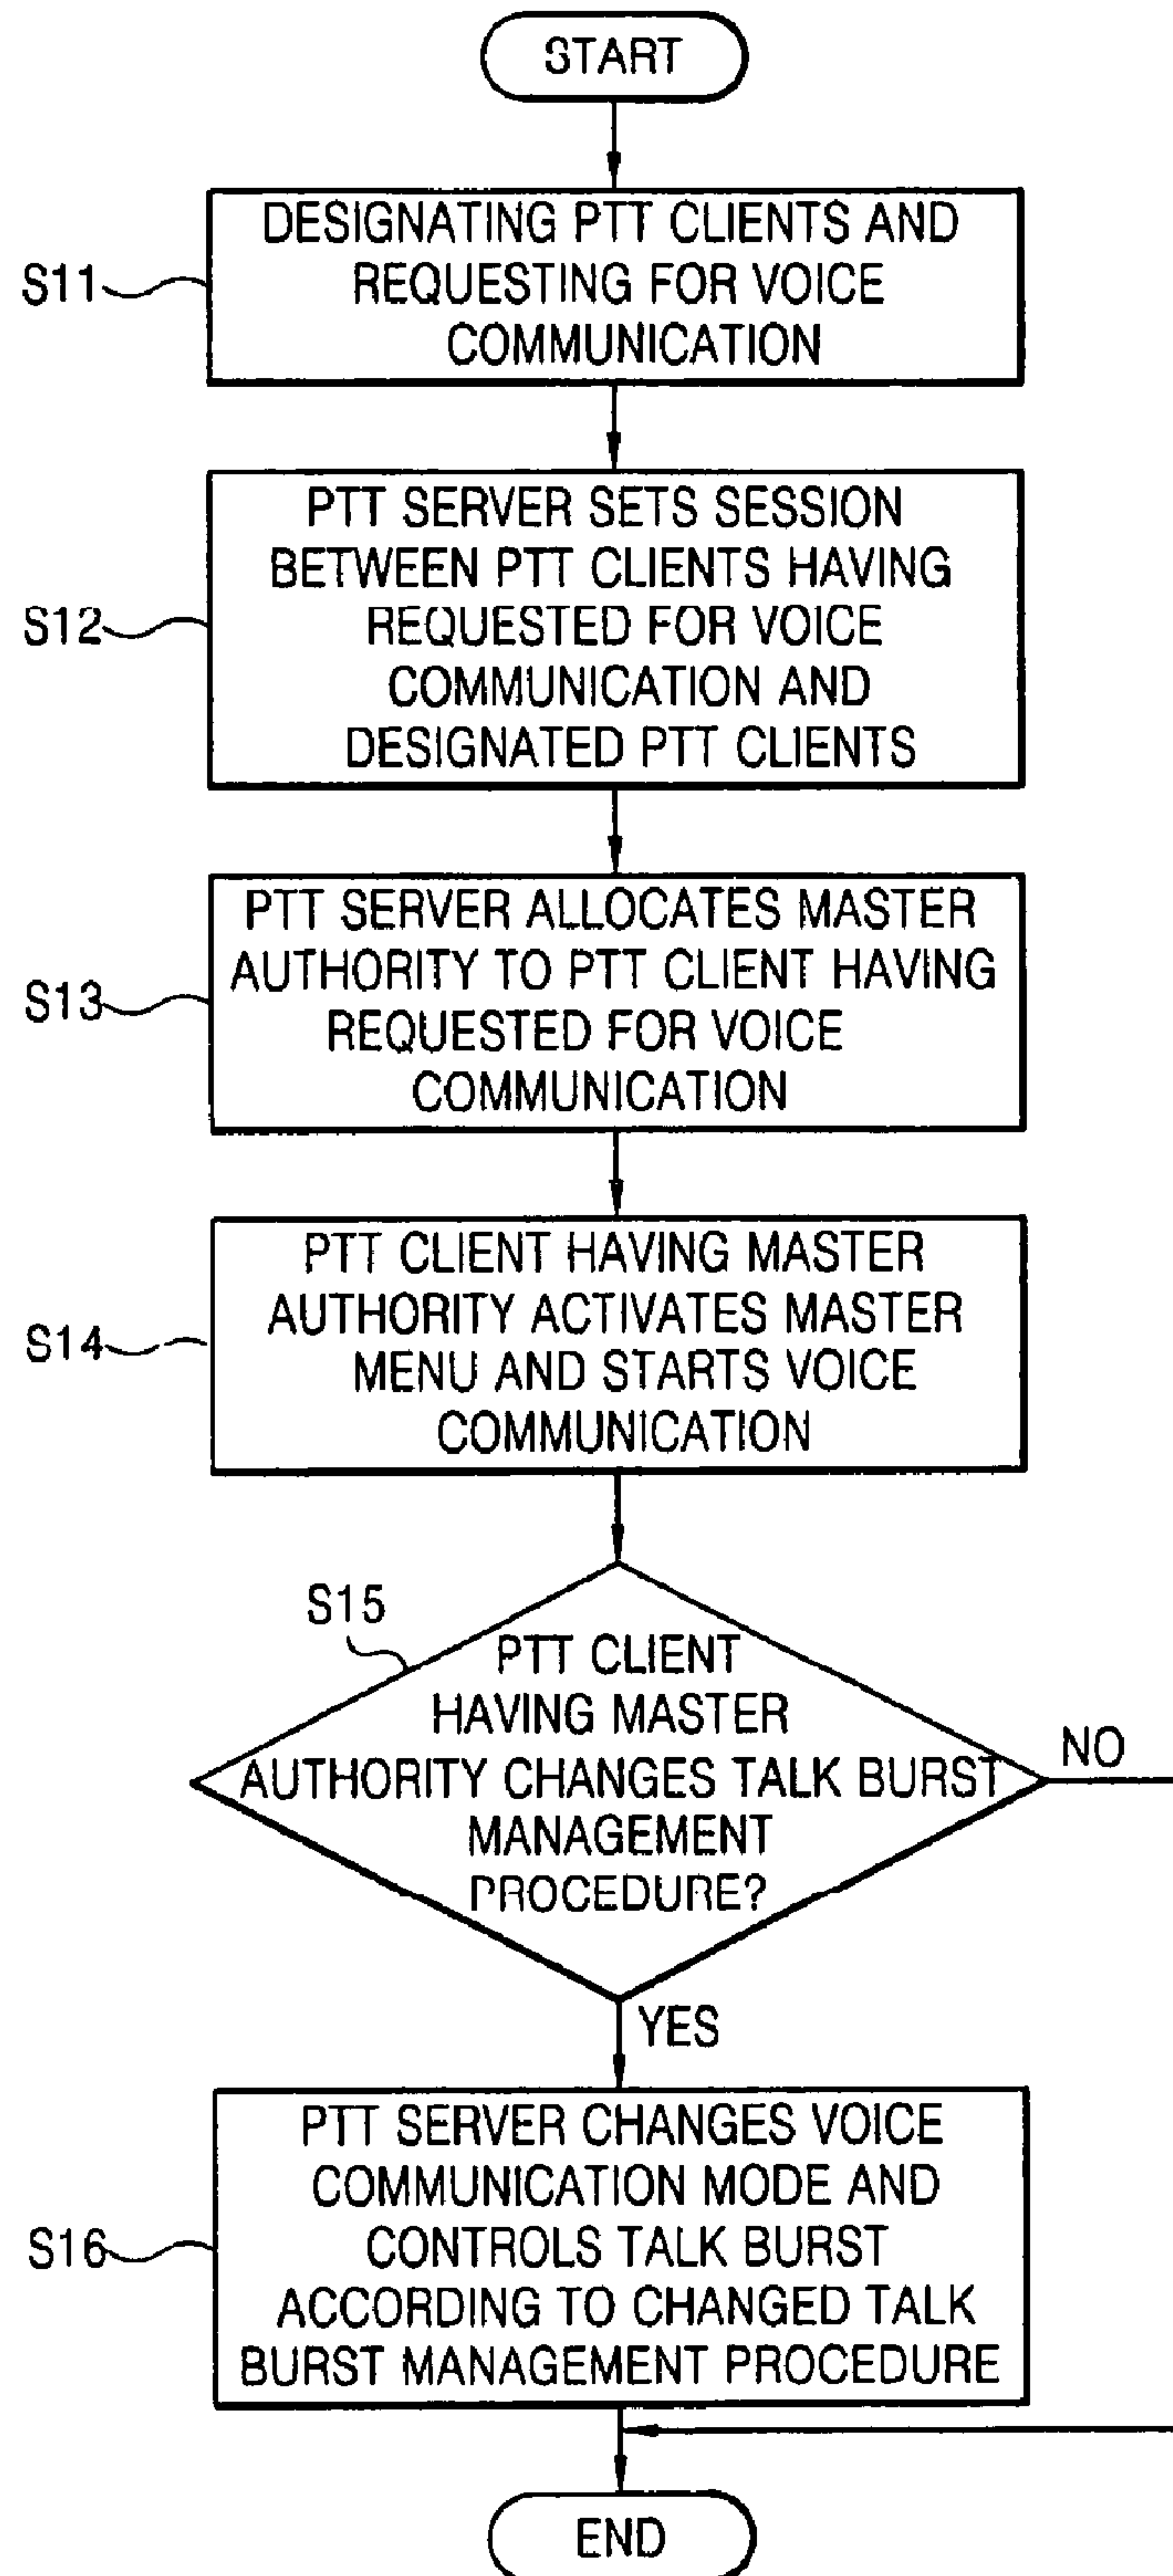 START
DESIGNATING PTT CLIENTS AND
REQUESTING FOR VOICE
COMMUNICATION
S11
PTT SERVER SETS SESSION
BETWEEN PTT CLIENTS HAVING
REQUESTED FOR VOICE
COMMUNICATION AND
DESIGNATED PTT CLIENTS
S12
PTT SERVER ALLOCATES MASTER
AUTHORITY TO PTT CLIENT HAVING
REQUESTED FOR VOICE
COMMUNICATION
S13
PTT CLIENT HAVING MASTER
AUTHORITY ACTIVATES MASTER
MENU AND STARTS VOICE
COMMUNICATION
S14
S15
PTT CLIENT
HAVING MASTER
AUTHORITY CHANGES TALK BURST
MANAGEMENT
PROCEDURE?
NO
YES
PTT SERVER CHANGES VOICE
COMMUNICATION MODE AND
CONTROLS TALK BURST
ACCORDING TO CHANGED TALK
BURST MANAGEMENT PROCEDURE
S16
END